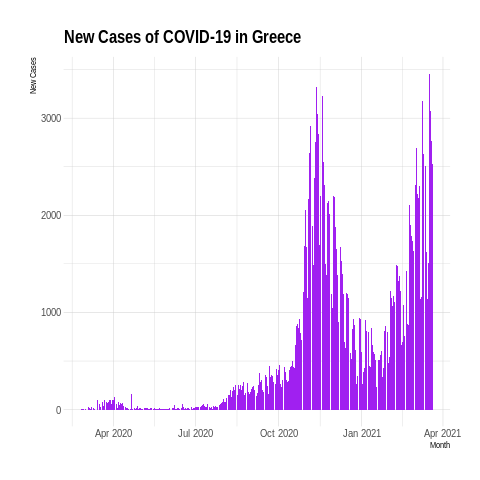 New Cases of COVID-19 in Greece
New Cases
3000
2000
1000
0
Apr 2020 Jul 2020 Oct 2020 Jan 2021 Apr 2021
Month